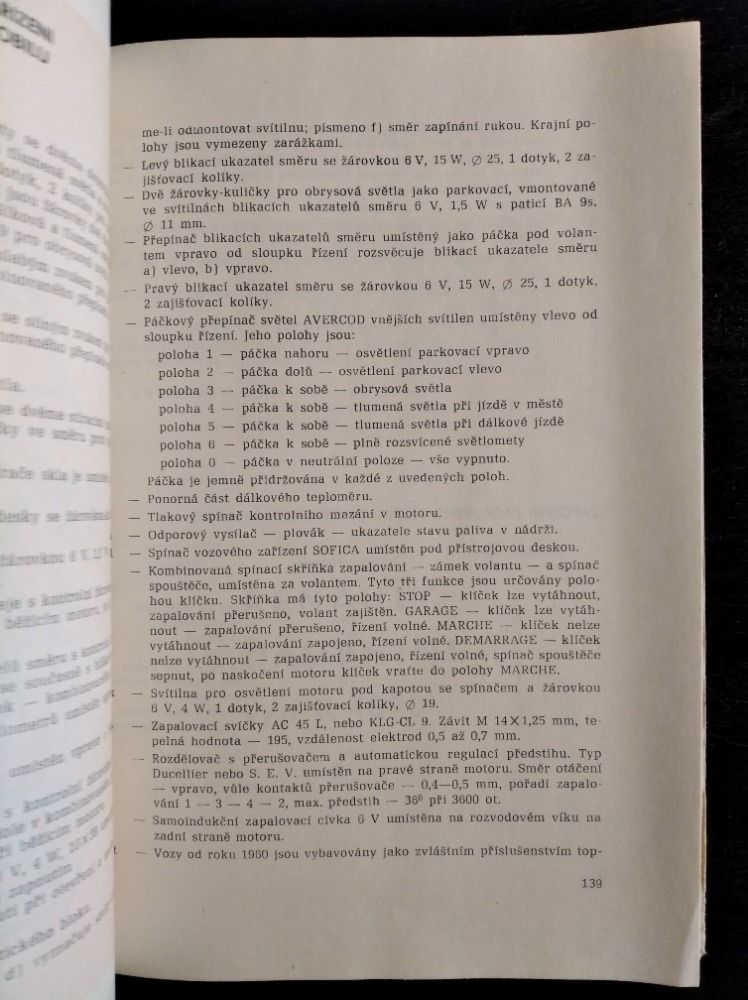 ŘÍZENI
OBILU
me-li odmontovat svítilnu; písmeno f) směr zapínání rukou. Krajní po-
lohy jsou vymezeny zarážkami.
— Levý blikací ukazatel směru se žárovkou 6 V, 15 W, ∅ 25, 1 dotyk, 2 za-
jišťovací kolíky.
— Dvě žárovky-kuličky pro obrysová světla jako parkovací, vmontované
ve svítilnách blikacích ukazatelů směru 6 V, 1,5 W s paticí BA 9s,
∅ 11 mm.
— Přepínač blikacích ukazatelů směru umístěný jako páčka pod volan-
tem vpravo od sloupku řízení rozsvěcuje blikací ukazatele směru
a) vlevo, b) vpravo.
— Pravý blikací ukazatel směru se žárovkou 6 V, 15 W, ∅ 25, 1 dotyk,
2 zajišťovací kolíky.
— Páčkový přepínač světel AVERCOD vnějších svítilen umístěny vlevo od
sloupku řízení. Jeho polohy jsou:
poloha 1 — páčka nahoru — osvětlení parkovací vpravo
poloha 2 — páčka dolů — osvětlení parkovací vlevo
poloha 3 — páčka k sobě — obrysová světla
poloha 4 — páčka k sobě — tlumená světla při jízdě v městě
poloha 5 — páčka k sobě — tlumená světla při dálkové jízdě
poloha 6 — páčka k sobě — plně rozsvícené světlomety
poloha 0 — páčka v neutrální poloze — vše vypnuto.
Páčka je jemně přidržována v každé z uvedených poloh.
— Ponorná část dálkového teploměru.
— Tlakový spínač kontrolního mazání v motoru.
— Odporový vysílač — plovák — ukazatele stavu paliva v nádrži.
— Spínač vozového zařízení SOFICA umístěn pod přístrojovou deskou.
— Kombinovaná spínací skříňka zapalování — zámek volantu — a spínač
spouštěče, umístěna za volantem. Tyto tři funkce jsou určovány polo-
hou klíčku. Skříňka má tyto polohy: STOP — klíček lze vytáhnout,
zapalování přerušeno, volant zajištěn. GARAGE — klíček lze vytáh-
nout — zapalování přerušeno, řízení volné. MARCHE — klíček nelze
vytáhnout — zapalování zapojeno, řízení volné. DEMARRAGE — klíček
nelze vytáhnout — zapalování zapojeno, řízení volné, spínač spouštěče
sepnut, po naskočení motoru klíček vraťte do polohy MARCHE.
— Svítilna pro osvětlení motoru pod kapotou se spínačem a žárovkou
6 V, 4 W, 1 dotyk, 2 zajišťovací kolíky, ∅ 19.
— Zapalovací svíčky AC 45 L, nebo KLG-CL 9. Závit M 14×1,25 mm, te-
pelná hodnota — 195, vzdálenost elektrod 0,5 až 0,7 mm.
— Rozdělovač s přerušovačem a automatickou regulací předstihu. Typ
Ducellier nebo S. E. V. umístěn na pravé straně motoru. Směr otáčení
— vpravo, vůle kontaktů přerušovače — 0,4—0,5 mm, pořadí zapalo-
vání 1 — 3 — 4 — 2, max. předstih — 36⁰ při 3600 ot.
— Samoindukční zapalovací cívka 6 V umístěna na rozvodovém víku na
zadní straně motoru.
— Vozy od roku 1960 jsou vybavovány jako zvláštním příslušenstvím top-
139